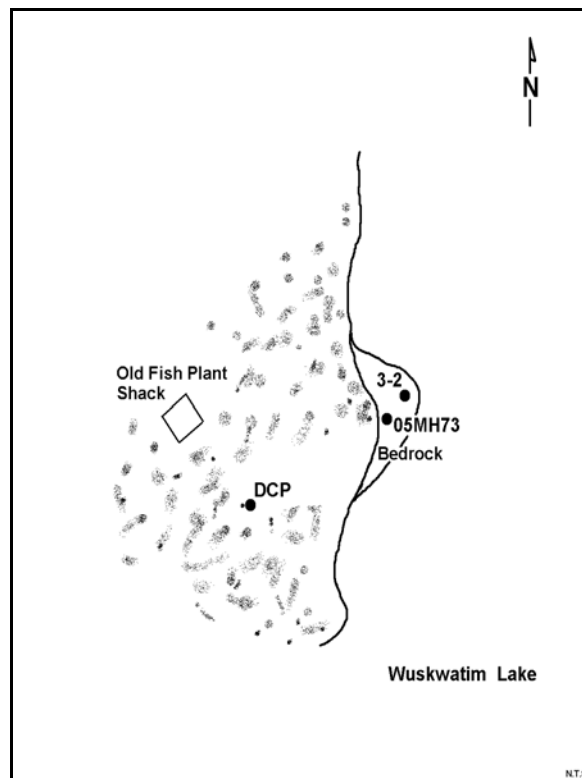 N
Old Fish Plant
Shack
3-2
05MH73
Bedrock
DCP
Wuskwatim Lake
N.T.S